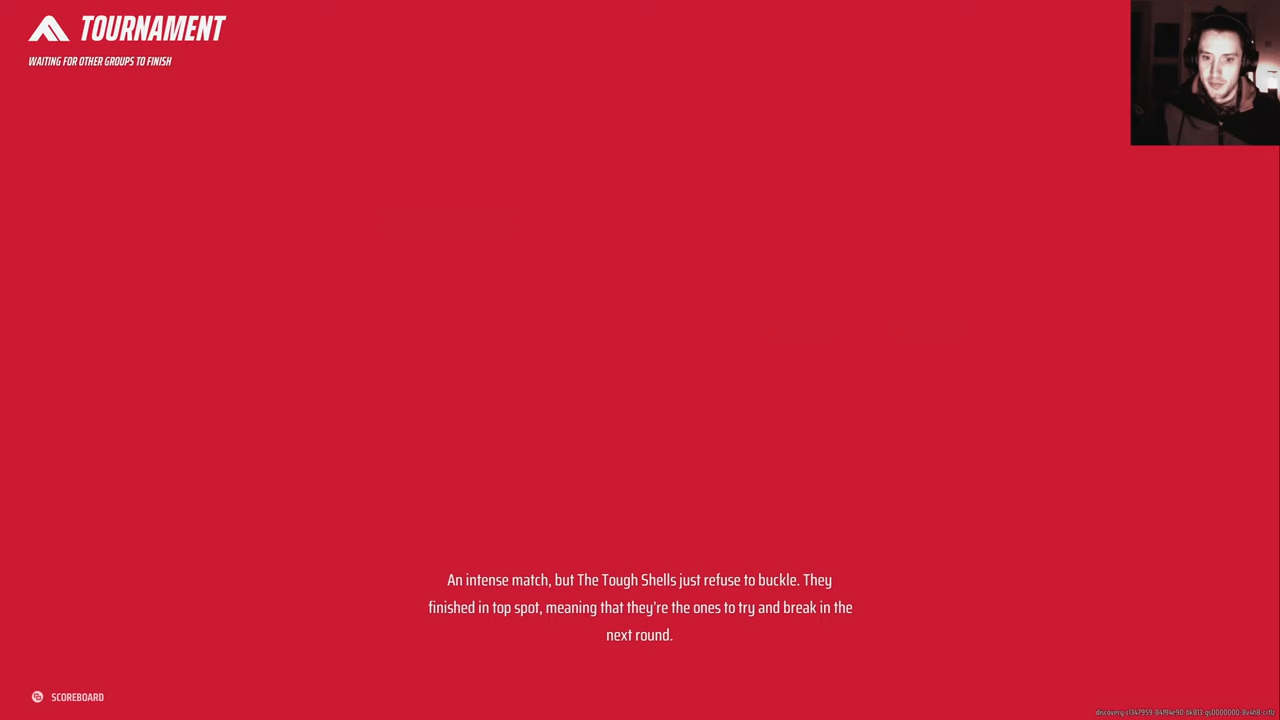 TOURNAMENT
WAITING FOR OTHER GROUPS TO FINISH
An intense match, but The Tough Shells just refuse to buckle. They
finished in top spot, meaning that they're the ones to try and break in the
next round.
SCOREBOARD